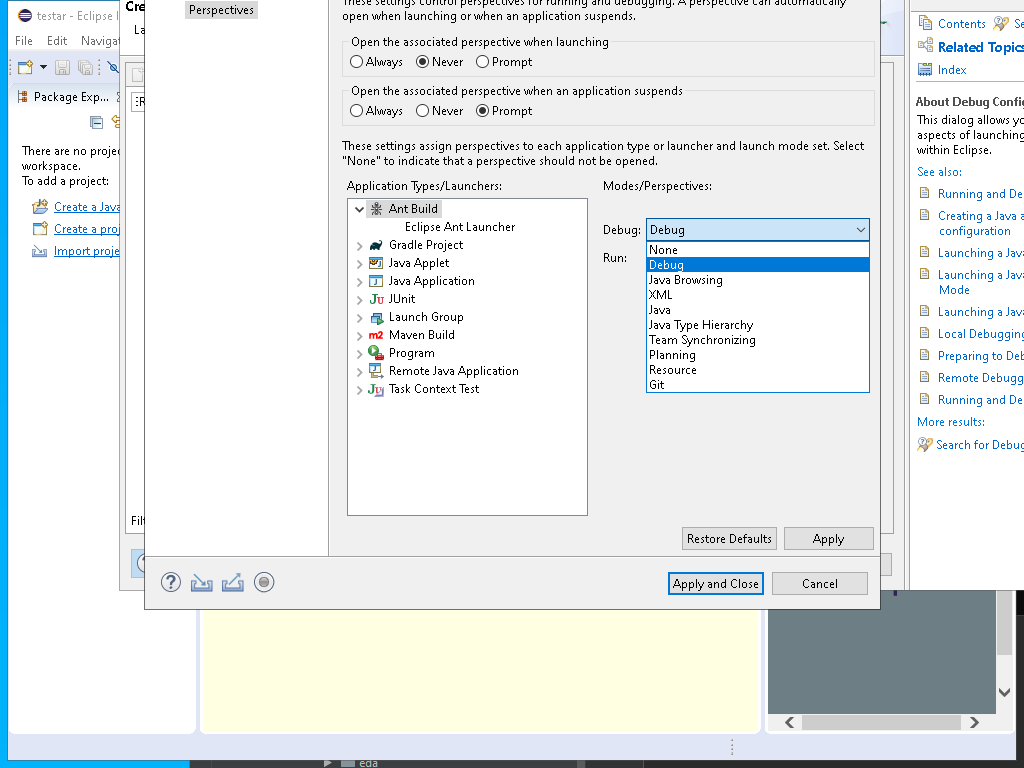 testar - Eclipse I
File Edit Navigat
Package Exp...
There are no proje
workspace.
To add a project:
Create a Java
Create a proj
Import proje
Cre
La
Filt
Perspectives
These settings control perspectives for running and debugging. A perspective can automatically
open when launching or when an application suspends.
Open the associated perspective when launching
Always Never Prompt
Open the associated perspective when an application suspends
Always Never Prompt
These settings assign perspectives to each application type or launcher and launch mode set. Select
"None" to indicate that a perspective should not be opened.
Application Types/Launchers:
Ant Build
Eclipse Ant Launcher
Gradle Project
Java Applet
Java Application
JUnit
Launch Group
Maven Build
Program
Remote Java Application
Task Context Test
Modes/Perspectives:
Debug: Debug
Run:
None
Debug
Java Browsing
XML
Java
Java Type Hierarchy
Team Synchronizing
Planning
Resource
Git
Restore Defaults Apply
Apply and Close Cancel
Contents Se
Related Topics
Index
About Debug Config
This dialog allows yo
aspects of launching
within Eclipse.
See also:
Running and De
Creating a Java a
configuration
Launching a Java
Launching a Java
Mode
Launching a Java
Local Debugging
Preparing to Deb
Remote Debugg
Running and De
More results:
Search for Debug
eda